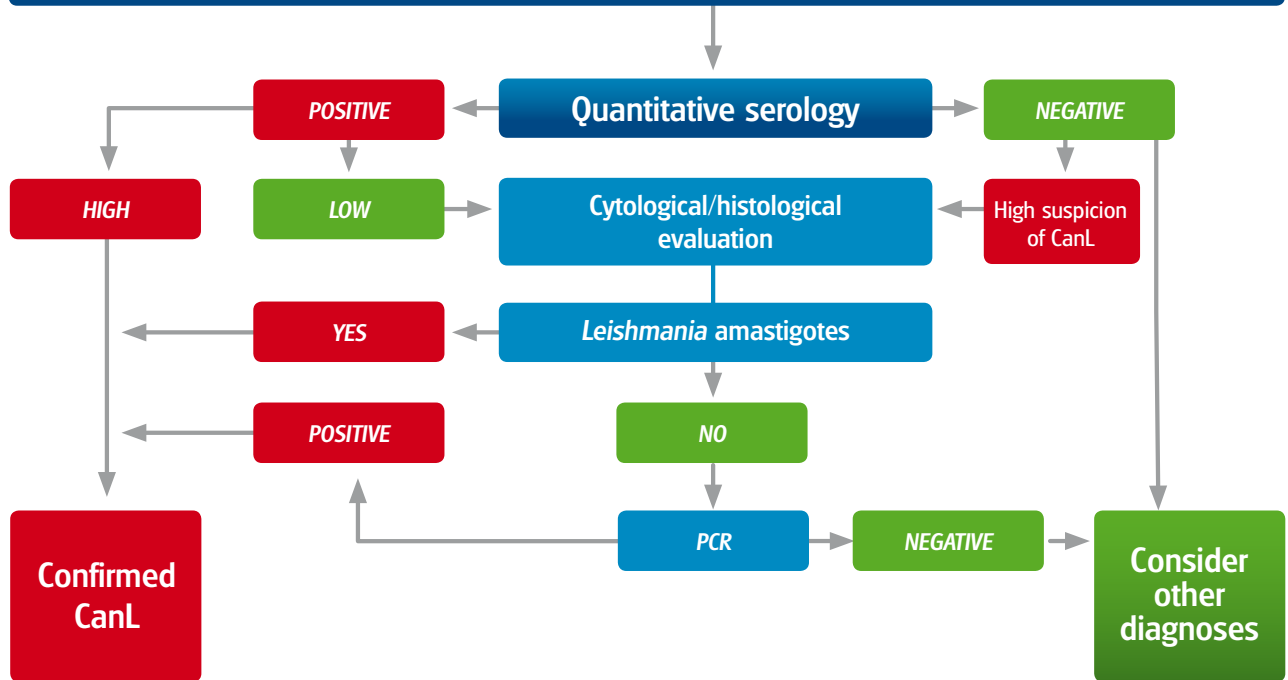 POSITIVE
Quantitative serology
NEGATIVE
HIGH
LOW
Cytological/histological
evaluation
High suspicion
of CanL
YES
Leishmania amastigotes
POSITIVE
NO
PCR
NEGATIVE
Confirmed
CanL
Consider
other
diagnoses